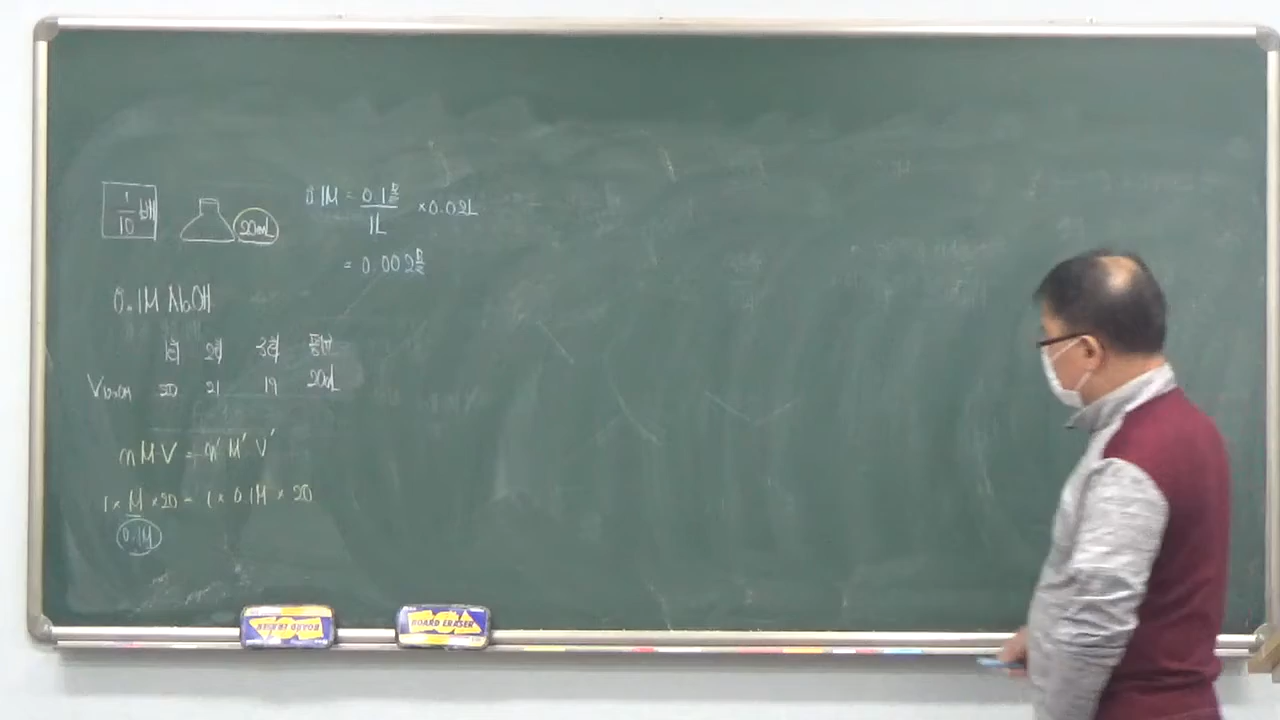 1/10 배 20mL
0.1M = 0.1몰/1L × 0.02L
= 0.002몰
0.1M NaOH
1회 2회 3회 평균
V NaOH 20 21 19 20mL
nMV = n'M'V'
1 × M × 20 = 1 × 0.1M × 20
0.1M
BOARD ERASER
BOARD ERASER